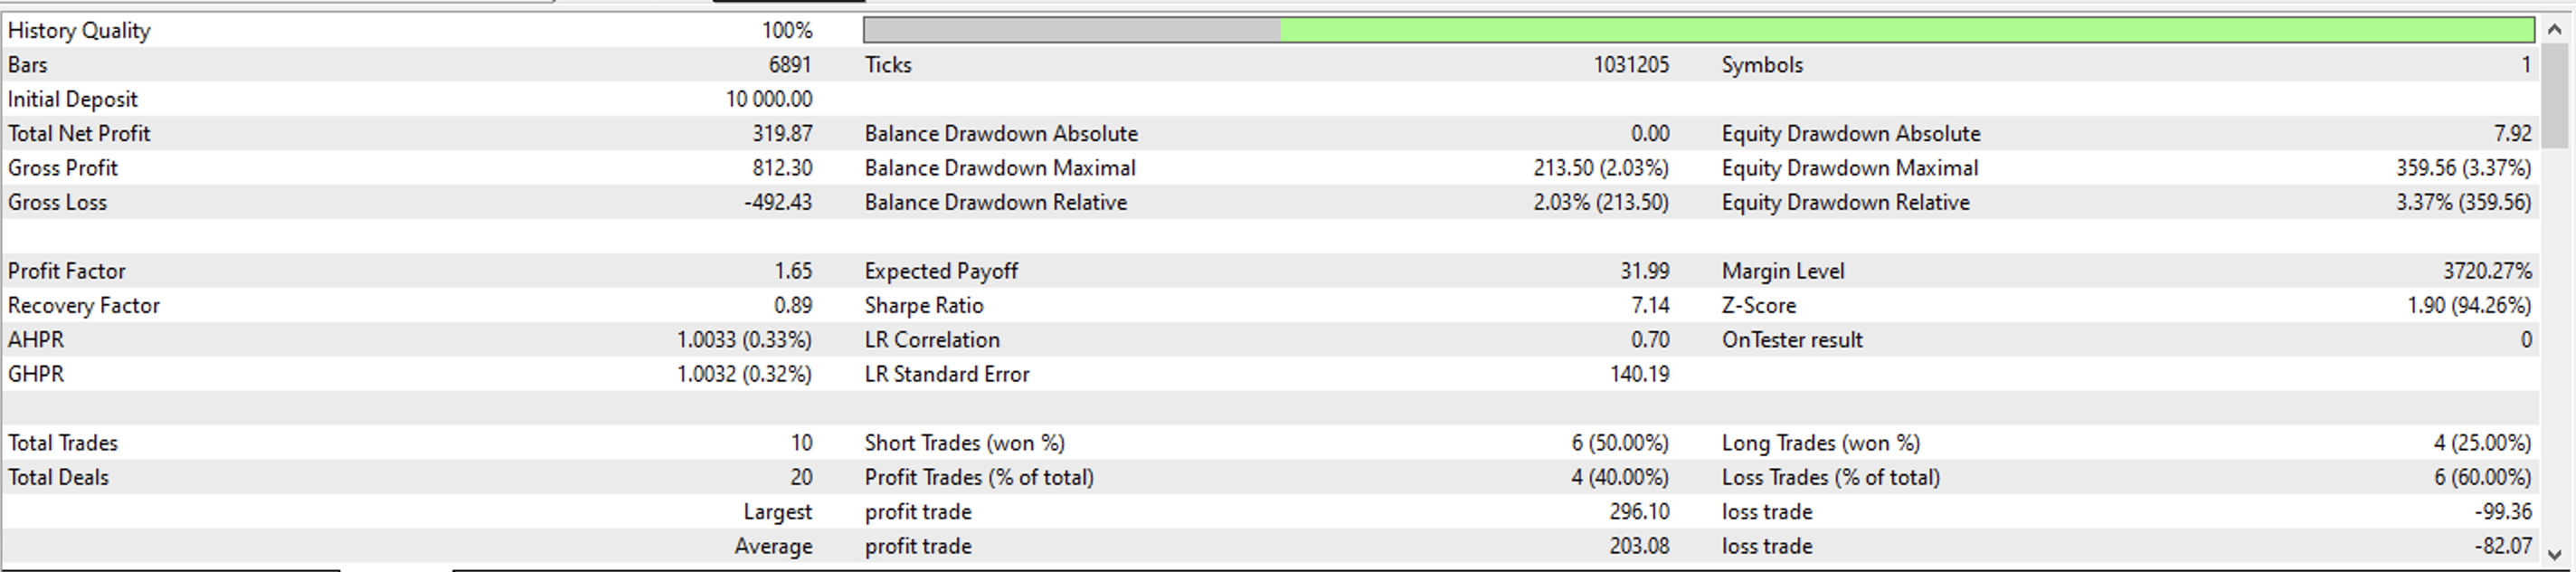 History Quality 100%
Bars 6891 Ticks 1031205 Symbols 1
Initial Deposit 10 000.00
Total Net Profit 319.87 Balance Drawdown Absolute 0.00 Equity Drawdown Absolute 7.92
Gross Profit 812.30 Balance Drawdown Maximal 213.50 (2.03%) Equity Drawdown Maximal 359.56 (3.37%)
Gross Loss -492.43 Balance Drawdown Relative 2.03% (213.50) Equity Drawdown Relative 3.37% (359.56)
Profit Factor 1.65 Expected Payoff 31.99 Margin Level 3720.27%
Recovery Factor 0.89 Sharpe Ratio 7.14 Z-Score 1.90 (94.26%)
AHPR 1.0033 (0.33%) LR Correlation 0.70 OnTester result 0
GHPR 1.0032 (0.32%) LR Standard Error 140.19
Total Trades 10 Short Trades (won %) 6 (50.00%) Long Trades (won %) 4 (25.00%)
Total Deals 20 Profit Trades (% of total) 4 (40.00%) Loss Trades (% of total) 6 (60.00%)
Largest profit trade 296.10 loss trade -99.36
Average profit trade 203.08 loss trade -82.07